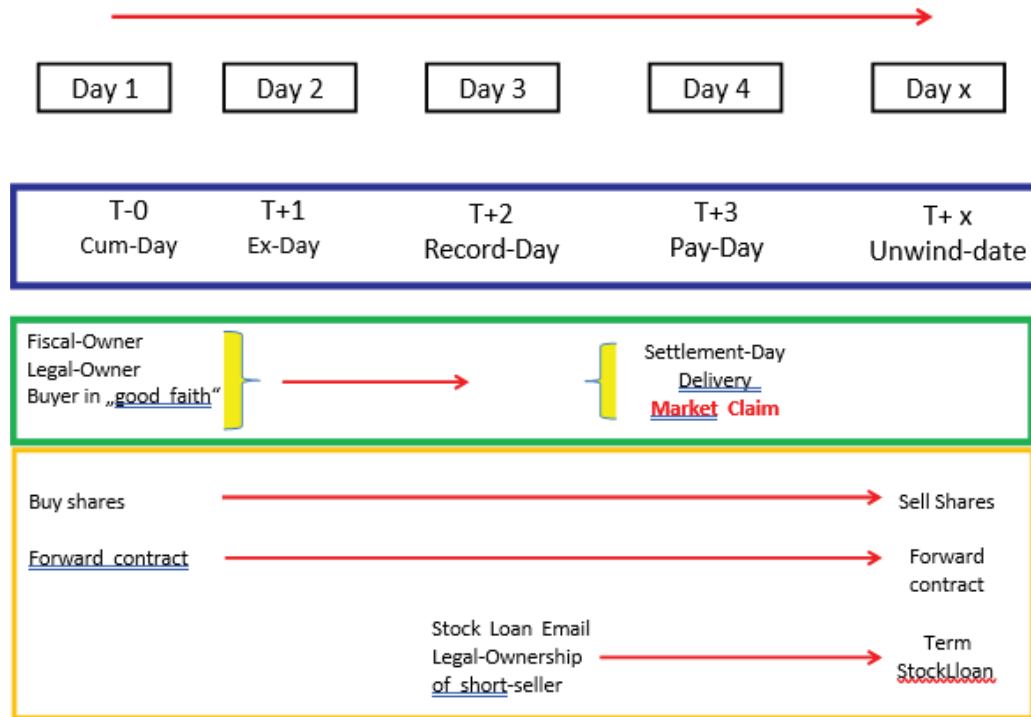 Day 1
Day 2
Day 3
Day 4
Day x
T-0
Cum-Day
T+1
Ex-Day
T+2
Record-Day
T+3
Pay-Day
T+ x
Unwind-date
Fiscal-Owner
Legal-Owner
Buyer in „good faith“
Settlement-Day
Delivery
Market Claim
Buy shares
Sell Shares
Forward contract
Forward
contract
Stock Loan Email
Legal-Ownership
of short-seller
Term
StockLloan